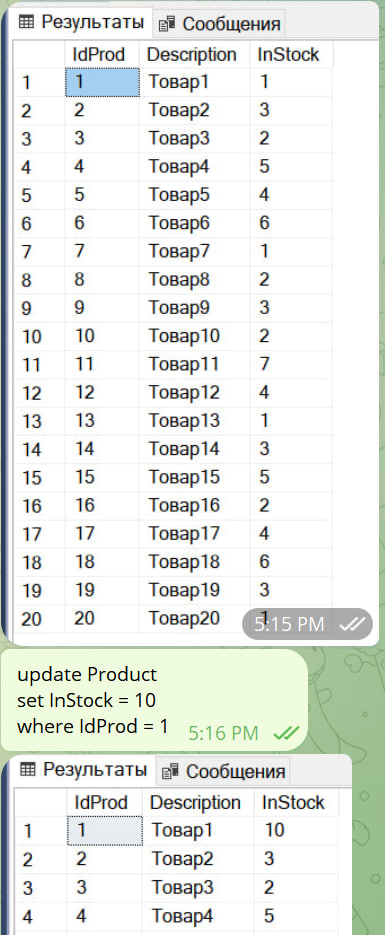 Результаты Сообщения
IdProd Description InStock
1 1 Товар1 1
2 2 Товар2 3
3 3 Товар3 2
4 4 Товар4 5
5 5 Товар5 4
6 6 Товар6 6
7 7 Товар7 1
8 8 Товар8 2
9 9 Товар9 3
10 10 Товар10 2
11 11 Товар11 7
12 12 Товар12 4
13 13 Товар13 1
14 14 Товар14 3
15 15 Товар15 5
16 16 Товар16 2
17 17 Товар17 4
18 18 Товар18 6
19 19 Товар19 3
20 20 Товар20 1
5:15 PM
update Product
set InStock = 10
where IdProd = 1 5:16 PM
Результаты Сообщения
IdProd Description InStock
1 1 Товар1 10
2 2 Товар2 3
3 3 Товар3 2
4 4 Товар4 5